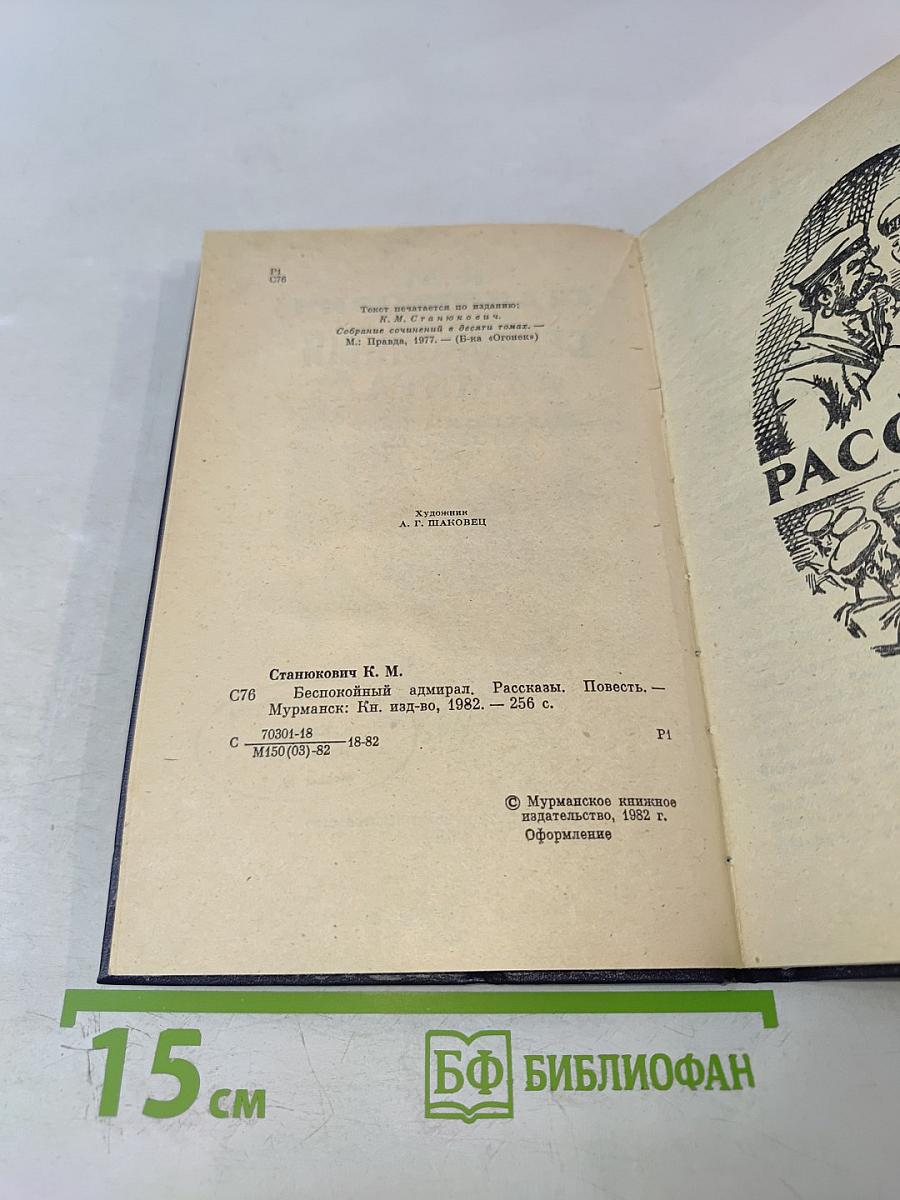 Р1
С76
Текст печатается по изданию:
К. М. Станюкович.
Собрание сочинений в десяти томах. —
М.: Правда, 1977. — (Б-ка «Огонек»)
Художник
А. Г. ШАКОВЕЦ
Станюкович К. М.
С76 Беспокойный адмирал. Рассказы. Повесть. —
Мурманск: Кн. изд-во, 1982. — 256 с.
С 70301-18
М150(03)-82 18-82 Р1
© Мурманское книжное
издательство, 1982 г.
Оформление
РАСС
15 см
БФ БИБЛИОФАН